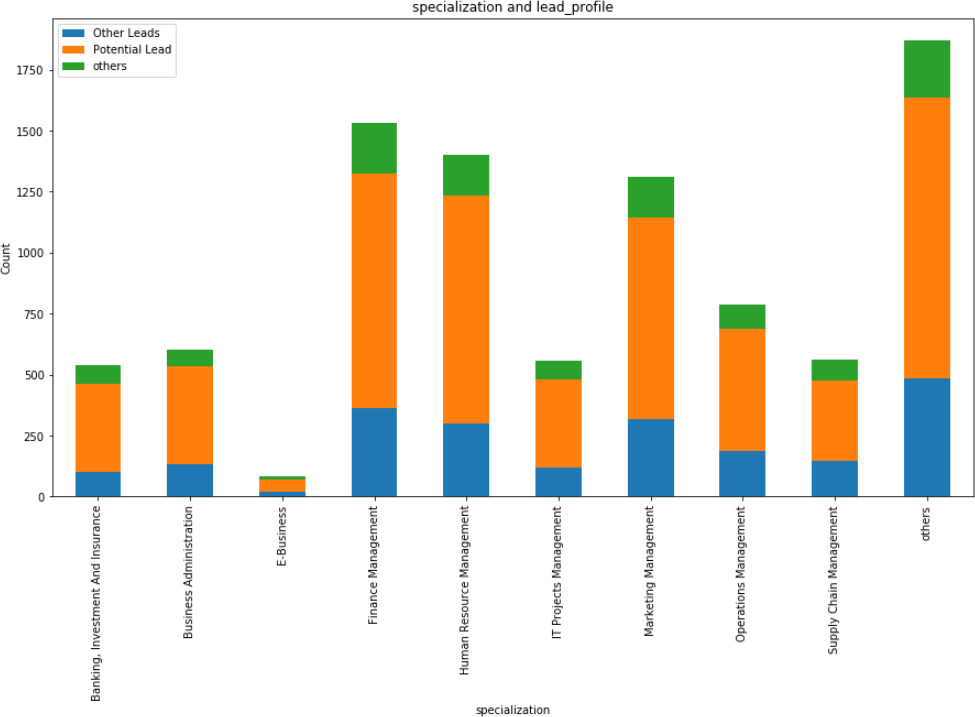 specialization and lead_profile
Other Leads
Potential Lead
others
1750
1500
1250
1000
750
500
250
0
Count
Banking, Investment And Insurance
Business Administration
E-Business
Finance Management
Human Resource Management
IT Projects Management
Marketing Management
Operations Management
Supply Chain Management
others
specialization